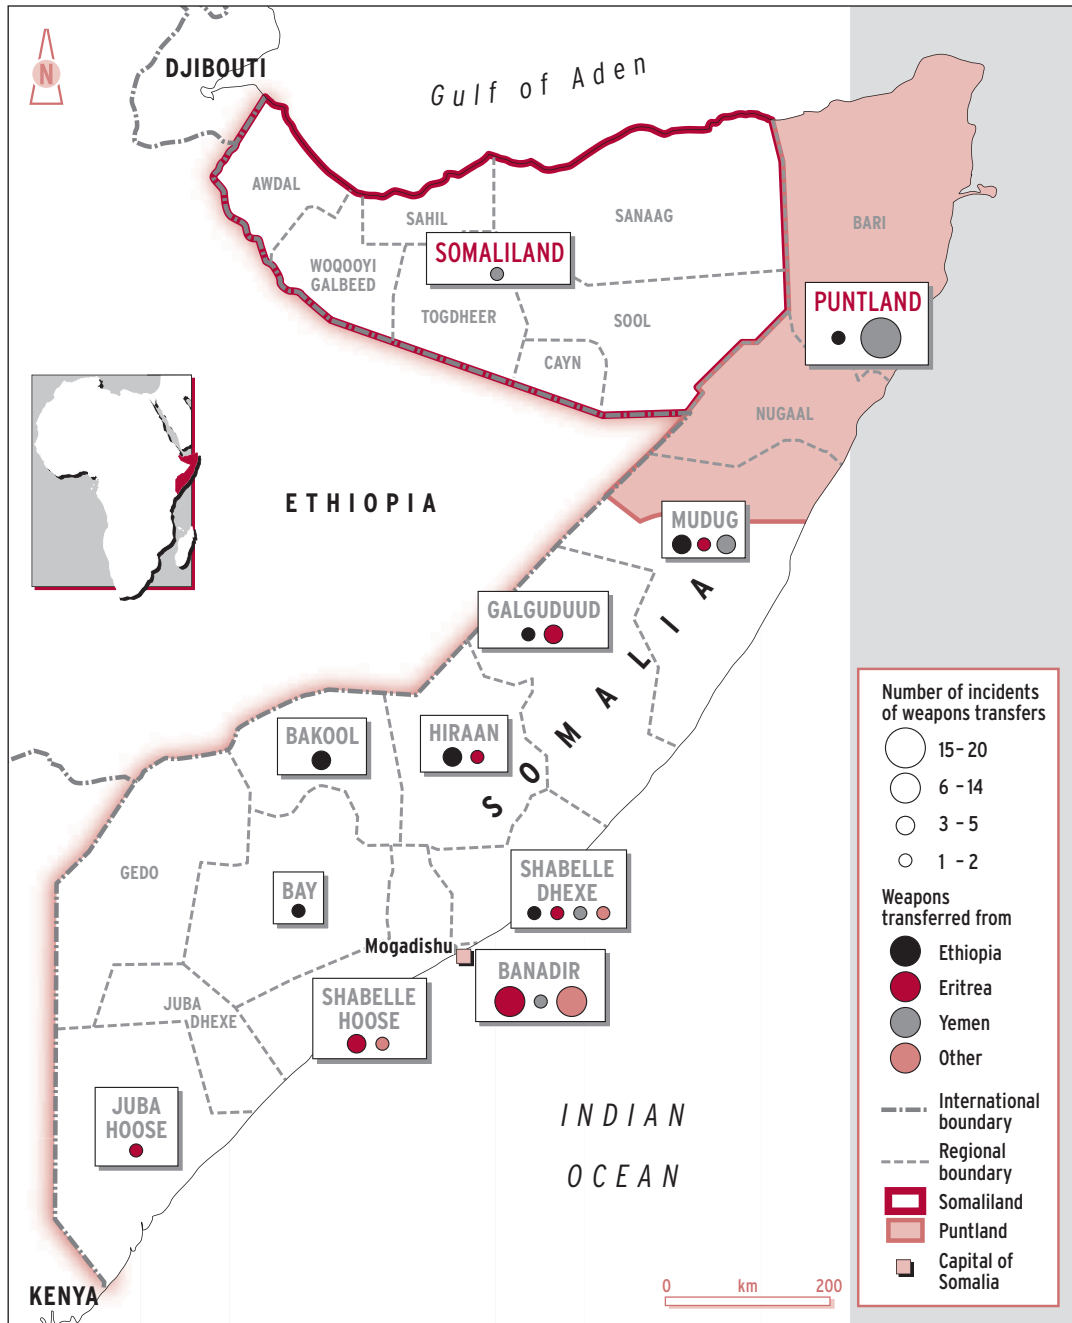 N
DJIBOUTI
Gulf of Aden
AWDAL
SAHIL
SANAAG
BARI
SOMALILAND
WOQOOYI
GALBEED
TOGDHEER
SOOL
CAYN
PUNTLAND
NUGAAL
ETHIOPIA
MUDUG
GALGUDUUD
SOMALIA
BAKOOL
HIRAAN
GEDO
BAY
SHABELLE
DHEXE
Mogadishu
BANADIR
SHABELLE
HOOSE
JUBA
DHEXE
JUBA
HOOSE
INDIAN
OCEAN
KENYA
0 km 200
Number of incidents
of weapons transfers
15 - 20
6 - 14
3 - 5
1 - 2
Weapons
transferred from
Ethiopia
Eritrea
Yemen
Other
International
boundary
Regional
boundary
Somaliland
Puntland
Capital of
Somalia